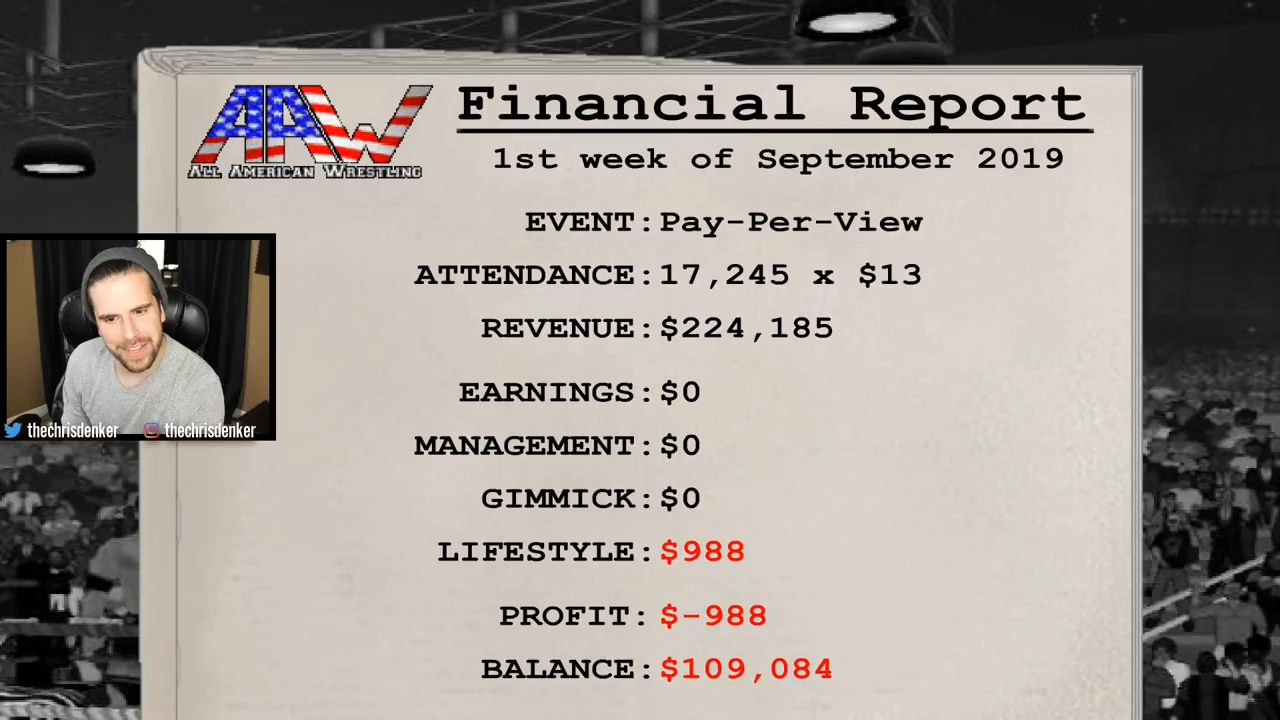 AAW
ALL AMERICAN WRESTLING
Financial Report
1st week of September 2019
EVENT: Pay-Per-View
ATTENDANCE: 17,245 x $13
REVENUE: $224,185
EARNINGS: $0
MANAGEMENT: $0
GIMMICK: $0
LIFESTYLE: $988
PROFIT: $-988
BALANCE: $109,084
thechrisdenker thechrisdenker